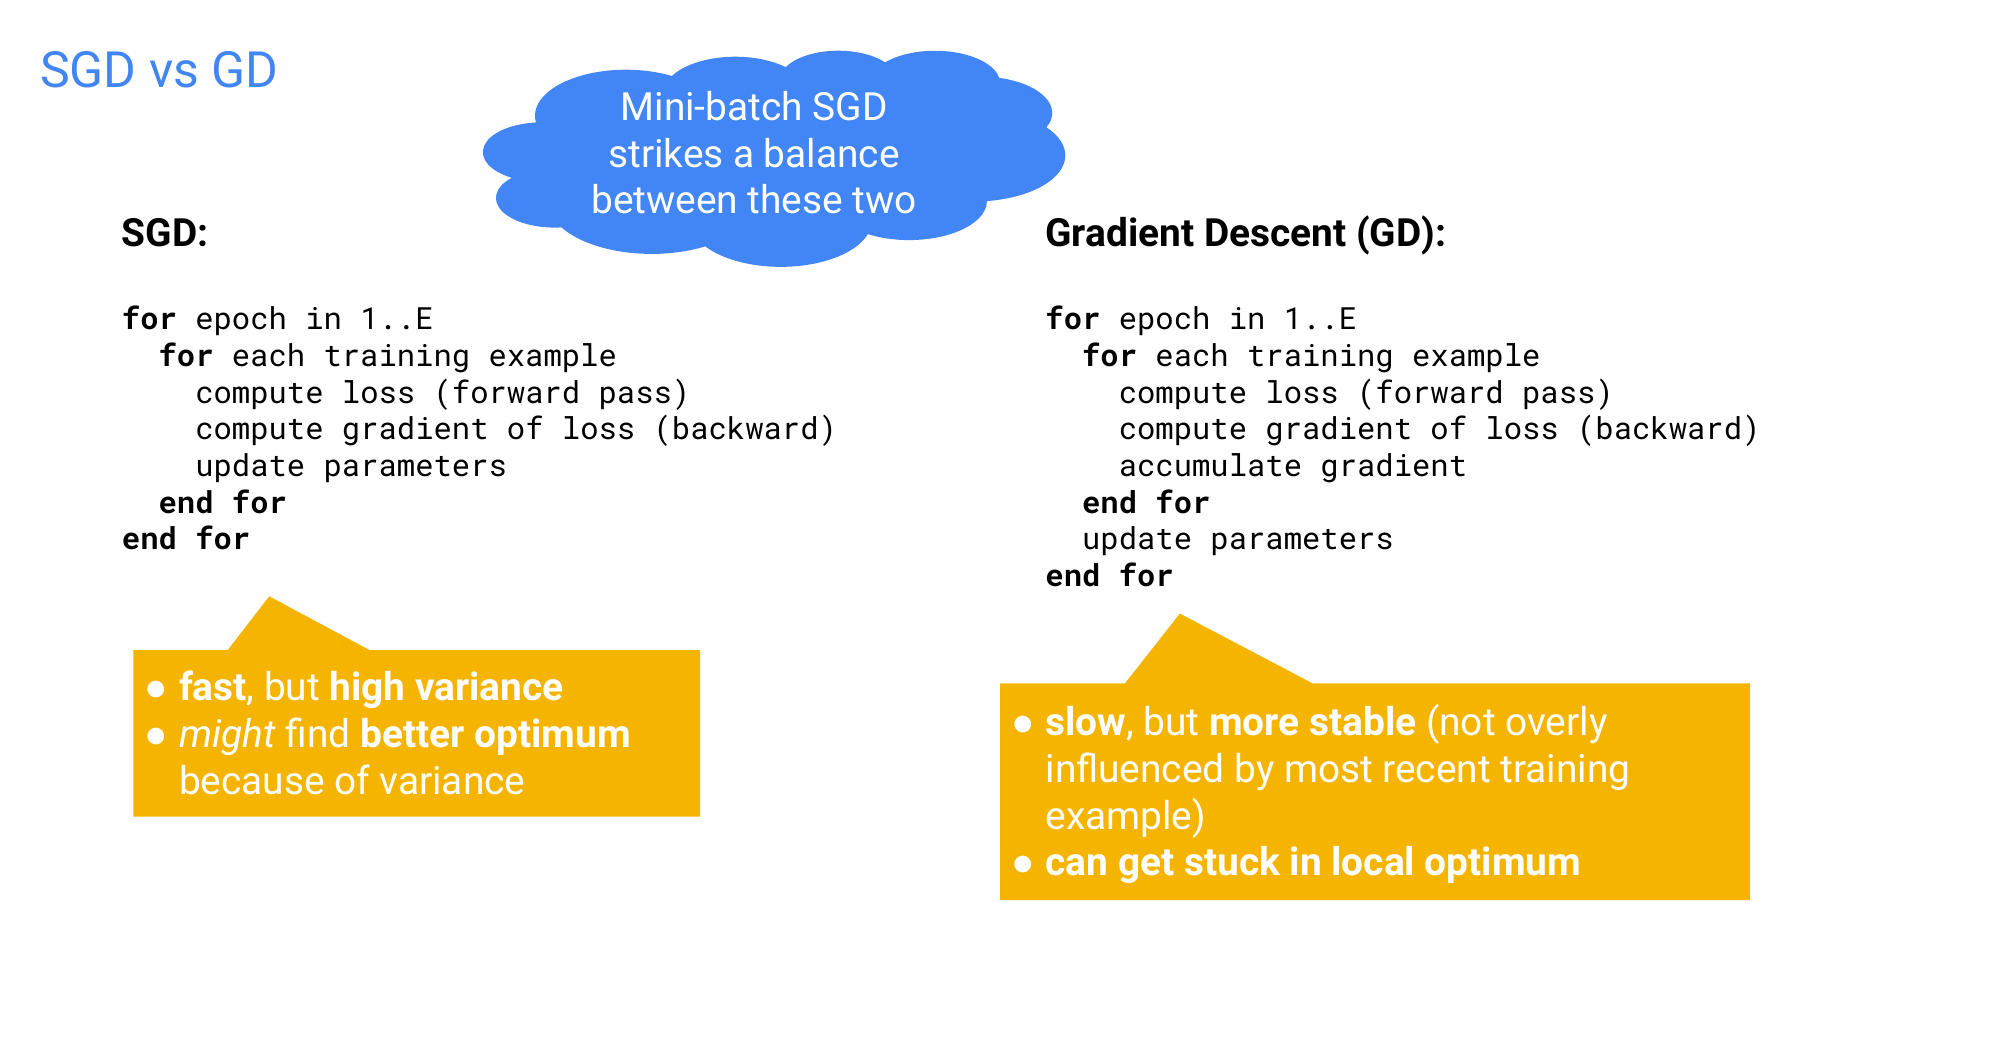 SGD vs GD
Mini-batch SGD
strikes a balance
between these two
SGD:
for epoch in 1..E
for each training example
compute loss (forward pass)
compute gradient of loss (backward)
update parameters
end for
end for
● fast, but high variance
● might find better optimum
because of variance
Gradient Descent (GD):
for epoch in 1..E
for each training example
compute loss (forward pass)
compute gradient of loss (backward)
accumulate gradient
end for
update parameters
end for
● slow, but more stable (not overly
influenced by most recent training
example)
● can get stuck in local optimum